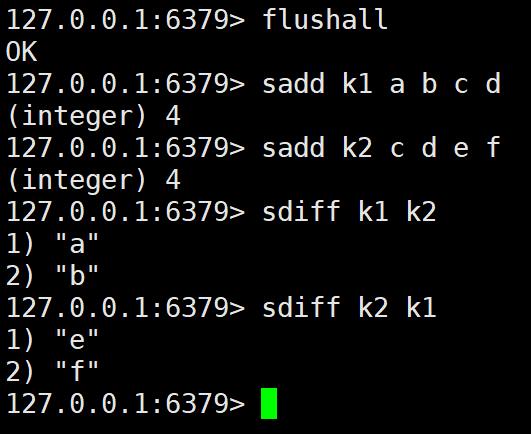 127.0.0.1:6379> flushall
OK
127.0.0.1:6379> sadd k1 a b c d
(integer) 4
127.0.0.1:6379> sadd k2 c d e f
(integer) 4
127.0.0.1:6379> sdiff k1 k2
1) "a"
2) "b"
127.0.0.1:6379> sdiff k2 k1
1) "e"
2) "f"
127.0.0.1:6379>